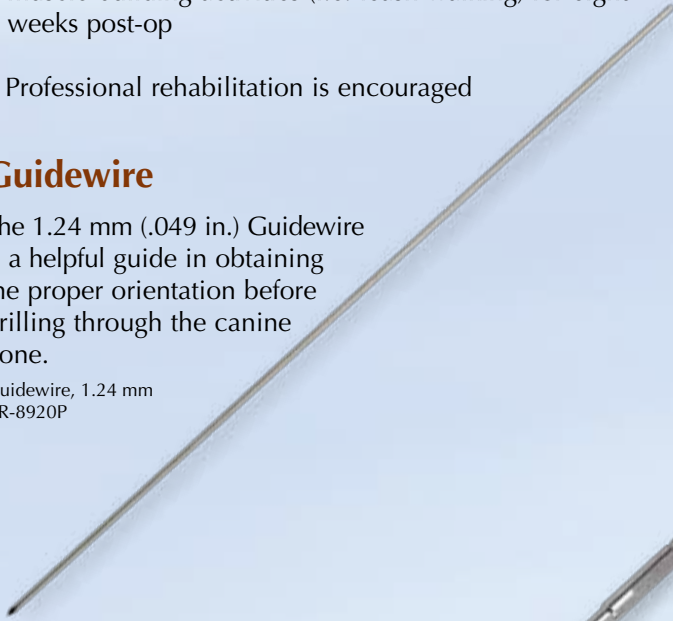 weeks post-op
Professional rehabilitation is encouraged
Guidewire
he 1.24 mm (.049 in.) Guidewire
a helpful guide in obtaining
he proper orientation before
rilling through the canine
one.
uidewire, 1.24 mm
R-8920P